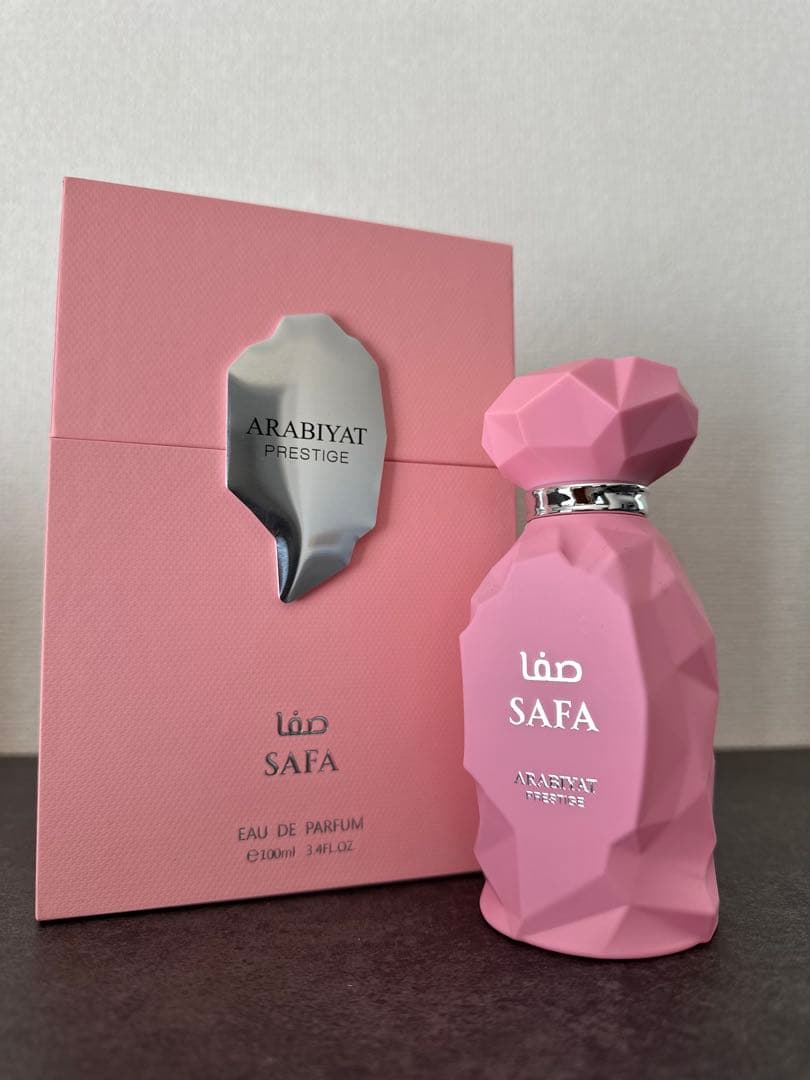 ARABIYAT
PRESTIGE
صفا
SAFA
EAU DE PARFUM
℮100ml 3.4FL.OZ
صفا
SAFA
ARABIYAT
PRESTIGE